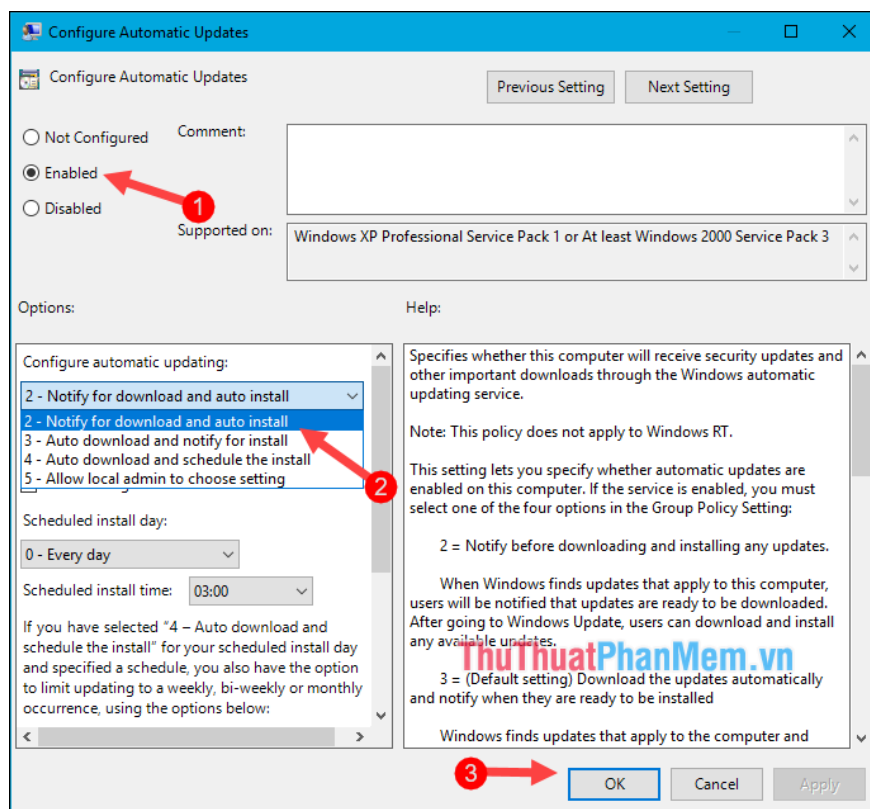 Configure Automatic Updates
Configure Automatic Updates
Previous Setting
Next Setting
Not Configured
Comment:
Enabled
1
Disabled
Supported on:
Windows XP Professional Service Pack 1 or At least Windows 2000 Service Pack 3
Options:
Help:
Configure automatic updating:
2 - Notify for download and auto install
2 - Notify for download and auto install
3 - Auto download and notify for install
4 - Auto download and schedule the install
5 - Allow local admin to choose setting
2
Scheduled install day:
0 - Every day
Scheduled install time:
03:00
If you have selected “4 – Auto download and
schedule the install” for your scheduled install day
and specified a schedule, you also have the option
to limit updating to a weekly, bi-weekly or monthly
occurrence, using the options below:
Specifies whether this computer will receive security updates and
other important downloads through the Windows automatic
updating service.
Note: This policy does not apply to Windows RT.
This setting lets you specify whether automatic updates are
enabled on this computer. If the service is enabled, you must
select one of the four options in the Group Policy Setting:
2 = Notify before downloading and installing any updates.
When Windows finds updates that apply to this computer,
users will be notified that updates are ready to be downloaded.
After going to Windows Update, users can download and install
any available updates.
ThuThuatPhanMem.vn
3 = (Default setting) Download the updates automatically
and notify when they are ready to be installed
Windows finds updates that apply to the computer and
3
OK
Cancel
Apply